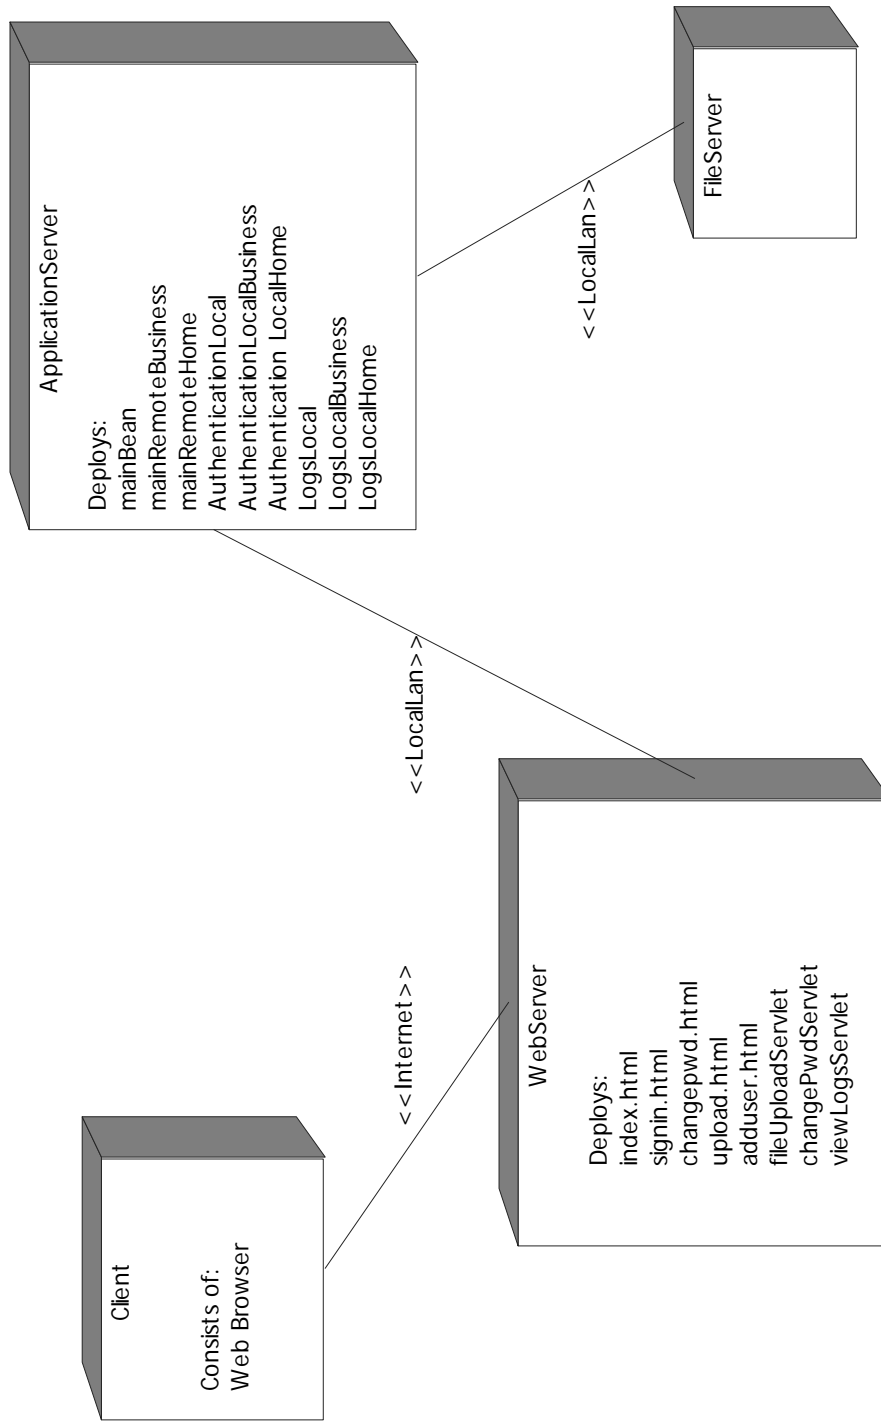 Client
Consists of:
Web Browser
<<Internet>>
WebServer
Deploys:
index.html
signin.html
changepwd.html
upload.html
adduser.html
fileUploadServlet
changePwdServlet
viewLogsServlet
<<LocalLan>>
ApplicationServer
Deploys:
mainBean
mainRemoteBusiness
mainRemoteHome
AuthenticationLocal
AuthenticationLocalBusiness
Authentication LocalHome
LogsLocal
LogsLocalBusiness
LogsLocalHome
<<LocalLan>>
FileServer